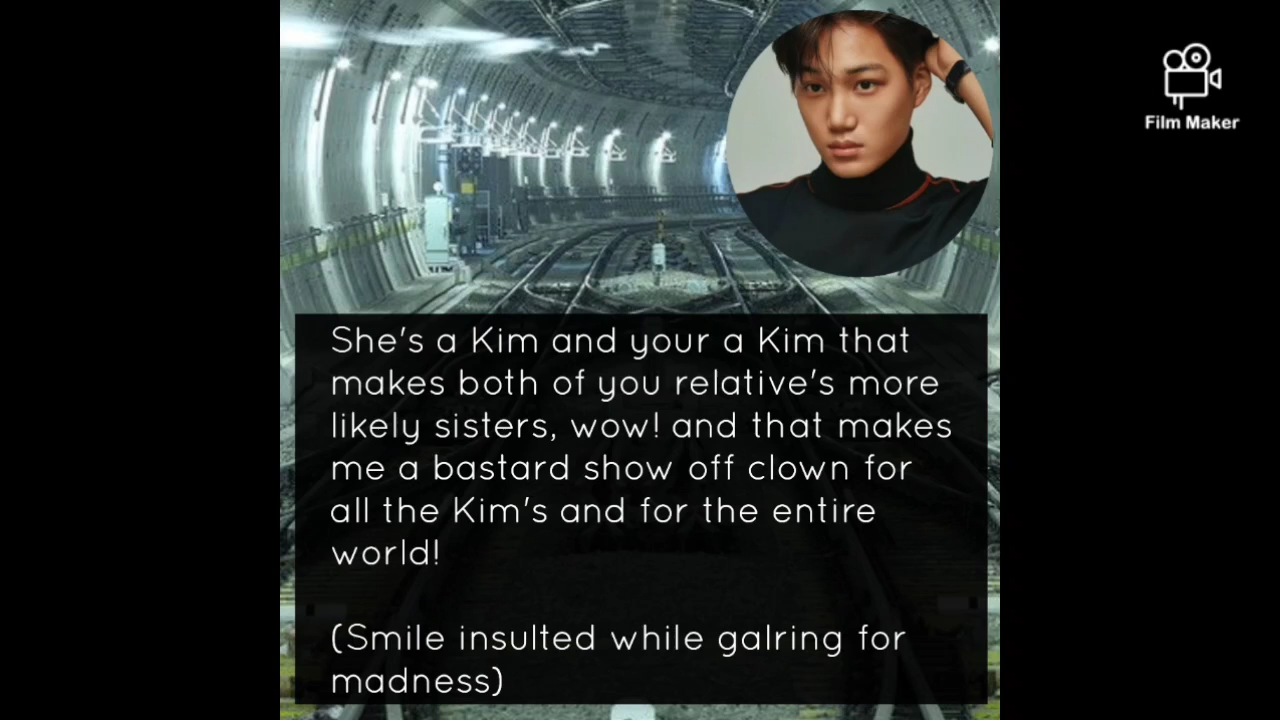 Film Maker
She's a Kim and your a Kim that
makes both of you relative's more
likely sisters, wow! and that makes
me a bastard show off clown for
all the Kim's and for the entire
world!
(Smile insulted while galring for
madness)